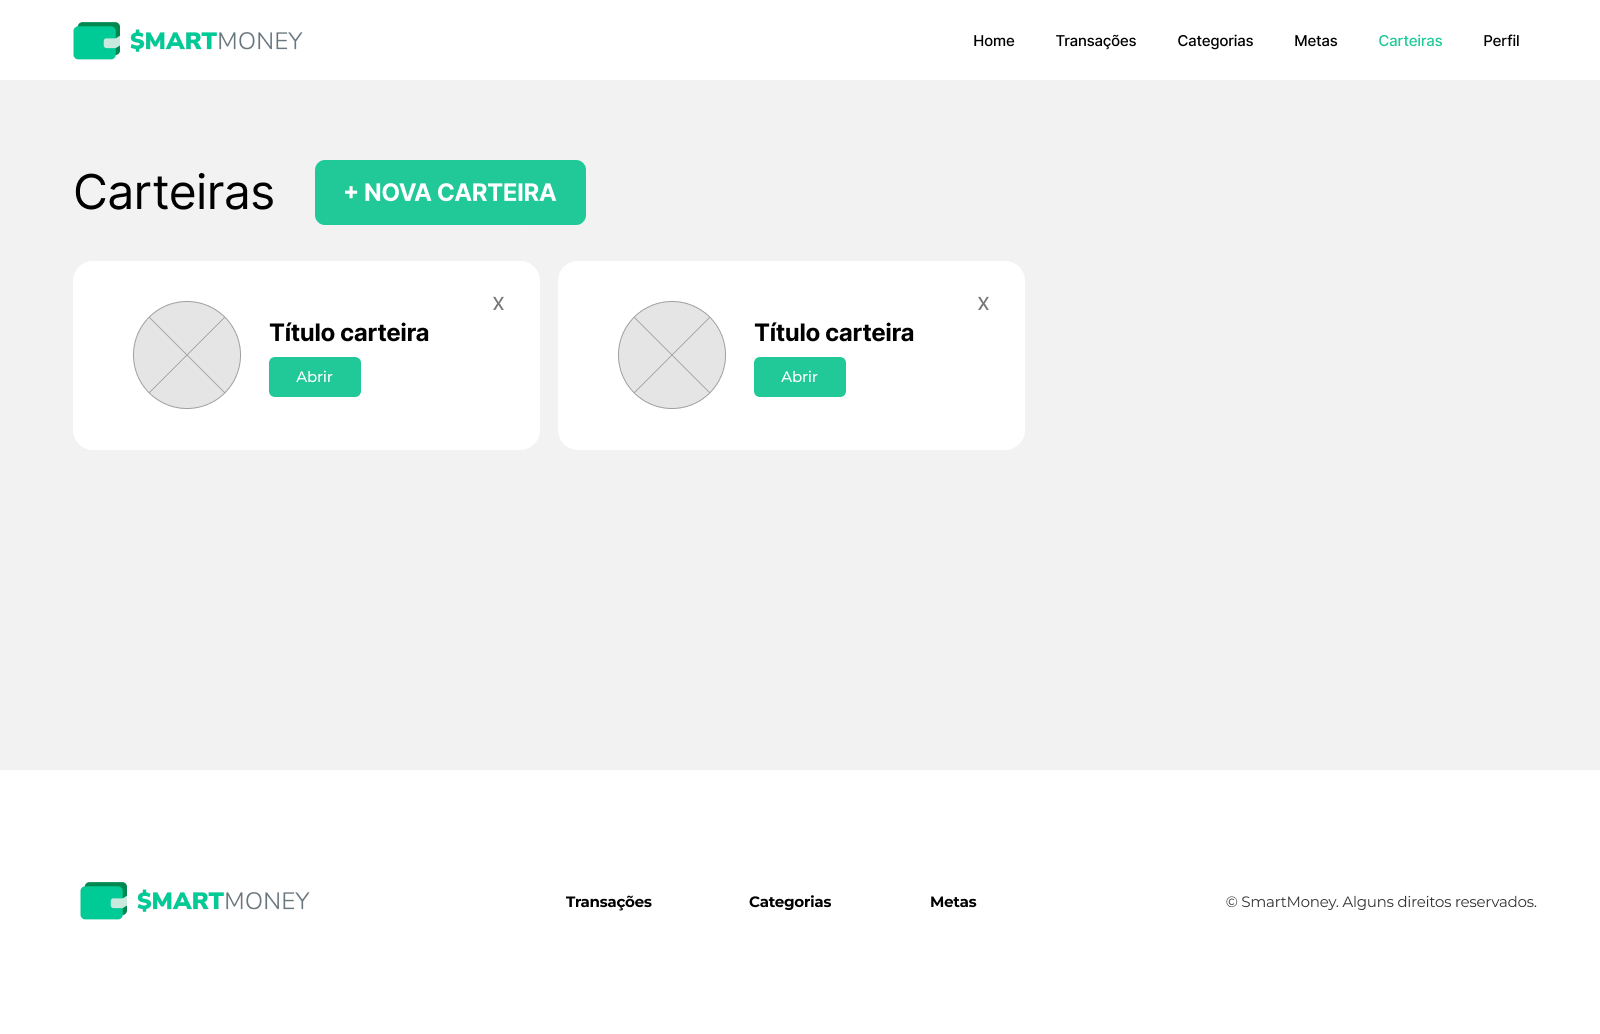 $MARTMONEY
Home Transações Categorias Metas Carteiras Perfil
Carteiras
+ NOVA CARTEIRA
X
Título carteira
Abrir
X
Título carteira
Abrir
$MARTMONEY
Transações Categorias Metas
© SmartMoney. Alguns direitos reservados.